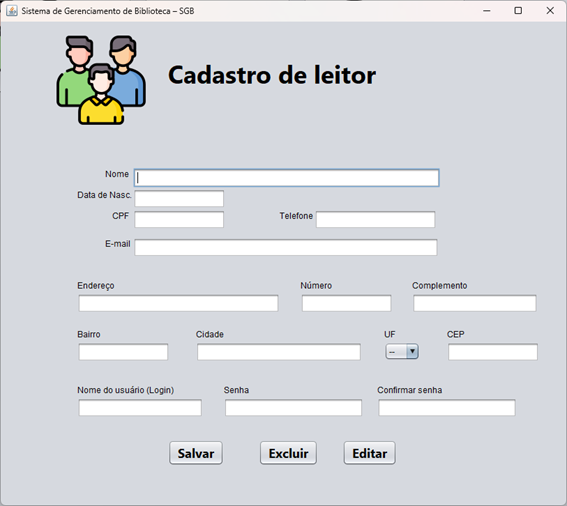 Sistema de Gerenciamento de Biblioteca – SGB
Cadastro de leitor
Nome
Data de Nasc.
CPF Telefone
E-mail
Endereço Número Complemento
Bairro Cidade UF CEP
--
Nome do usuário (Login) Senha Confirmar senha
Salvar Excluir Editar